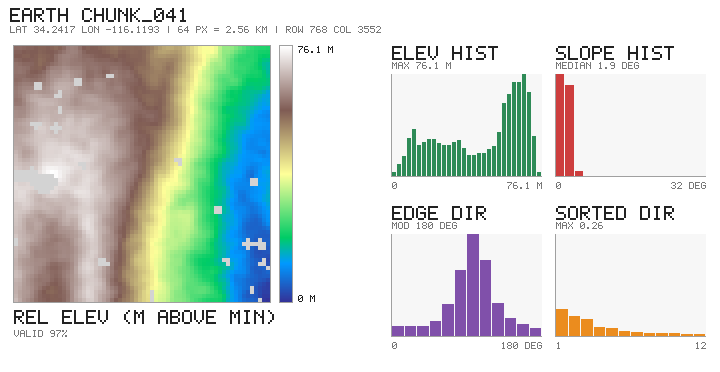 EARTH CHUNK_041
LAT 34.2417 LON -116.1193 | 64 PX = 2.56 KM | ROW 768 COL 3552
76.1 M
0 M
REL ELEV (M ABOVE MIN)
VALID 97%
ELEV HIST
MAX 76.1 M
0 76.1 M
SLOPE HIST
MEDIAN 1.9 DEG
0 32 DEG
EDGE DIR
MOD 180 DEG
0 180 DEG
SORTED DIR
MAX 0.26
1 12